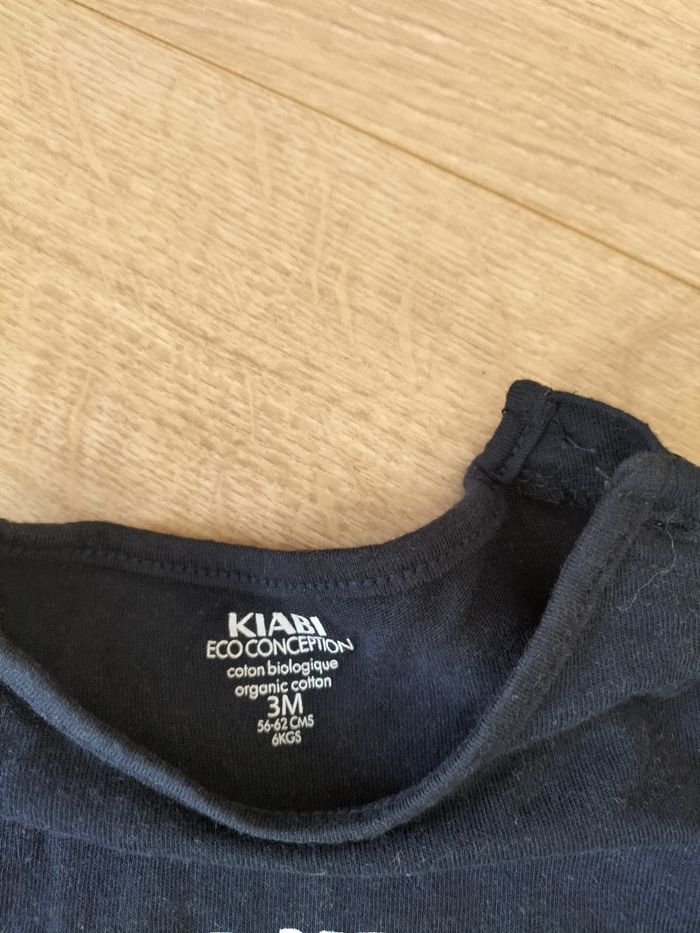 KIABI
ECO CONCEPTION
coton biologique
organic cotton
3M
56-62 CMS
6KGS